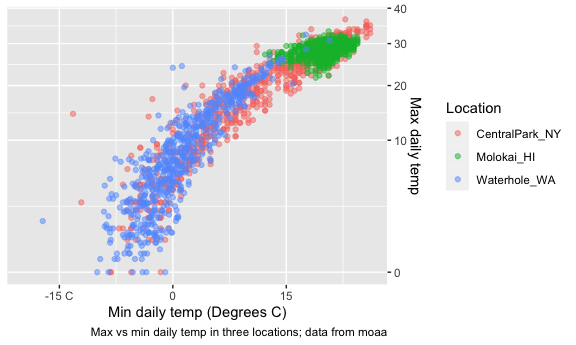 40
30
20
10
0
Max daily temp
-15 C
0
15
Min daily temp (Degrees C)
Max vs min daily temp in three locations; data from moaa
Location
CentralPark_NY
Molokai_HI
Waterhole_WA